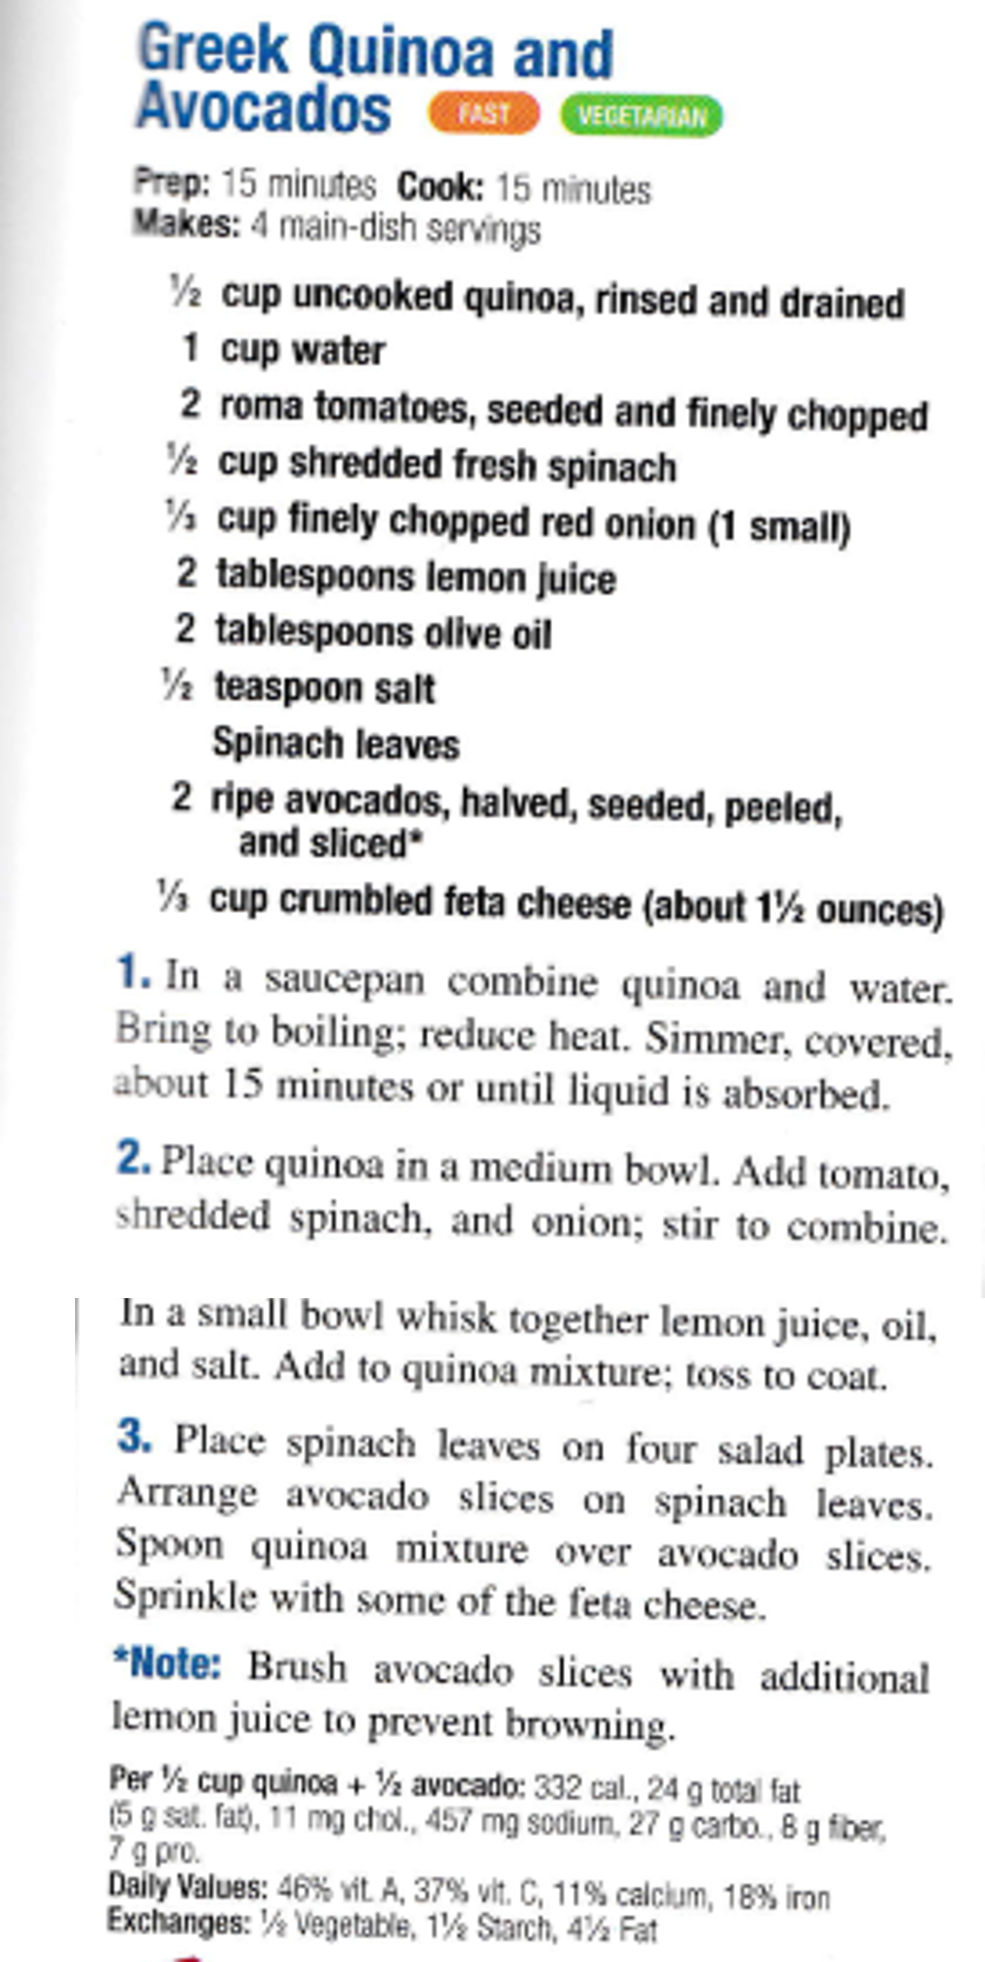 Greek Quinoa and
Avocados FAST VEGETARIAN
Prep: 15 minutes Cook: 15 minutes
Makes: 4 main-dish servings
½ cup uncooked quinoa, rinsed and drained
1 cup water
2 roma tomatoes, seeded and finely chopped
½ cup shredded fresh spinach
⅓ cup finely chopped red onion (1 small)
2 tablespoons lemon juice
2 tablespoons olive oil
½ teaspoon salt
Spinach leaves
2 ripe avocados, halved, seeded, peeled,
and sliced*
⅓ cup crumbled feta cheese (about 1½ ounces)
1. In a saucepan combine quinoa and water.
Bring to boiling; reduce heat. Simmer, covered,
about 15 minutes or until liquid is absorbed.
2. Place quinoa in a medium bowl. Add tomato,
shredded spinach, and onion; stir to combine.
In a small bowl whisk together lemon juice, oil,
and salt. Add to quinoa mixture; toss to coat.
3. Place spinach leaves on four salad plates.
Arrange avocado slices on spinach leaves.
Spoon quinoa mixture over avocado slices.
Sprinkle with some of the feta cheese.
*Note: Brush avocado slices with additional
lemon juice to prevent browning.
Per ½ cup quinoa + ½ avocado: 332 cal., 24 g total fat
(5 g sat. fat), 11 mg chol., 457 mg sodium, 27 g carbo., 8 g fiber,
7 g pro.
Daily Values: 46% vit. A, 37% vit. C, 11% calcium, 18% iron
Exchanges: ½ Vegetable, 1½ Starch, 4½ Fat